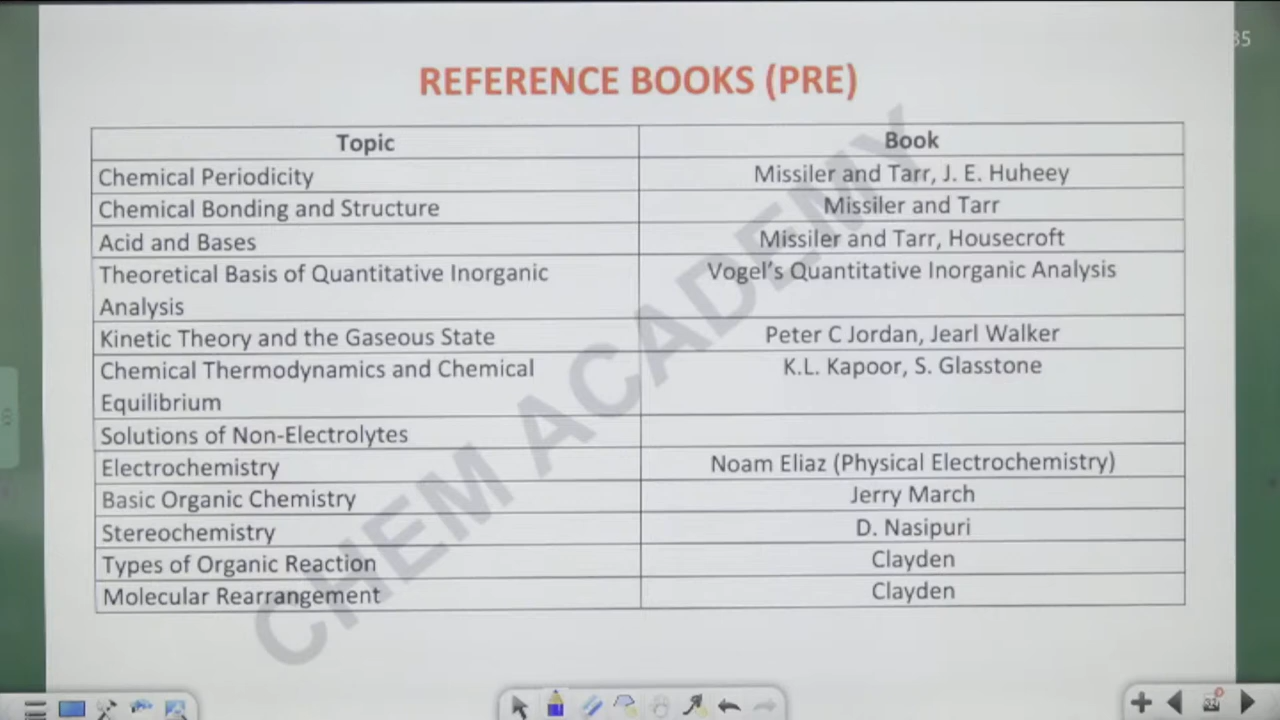 35
REFERENCE BOOKS (PRE)
Topic Book
Chemical Periodicity Missiler and Tarr, J. E. Huheey
Chemical Bonding and Structure Missiler and Tarr
Acid and Bases Missiler and Tarr, Housecroft
Theoretical Basis of Quantitative Inorganic Vogel's Quantitative Inorganic Analysis
Analysis
Kinetic Theory and the Gaseous State Peter C Jordan, Jearl Walker
Chemical Thermodynamics and Chemical K.L. Kapoor, S. Glasstone
Equilibrium
Solutions of Non-Electrolytes
Electrochemistry Noam Eliaz (Physical Electrochemistry)
Basic Organic Chemistry Jerry March
Stereochemistry D. Nasipuri
Types of Organic Reaction Clayden
Molecular Rearrangement Clayden
CHEM ACADEMY